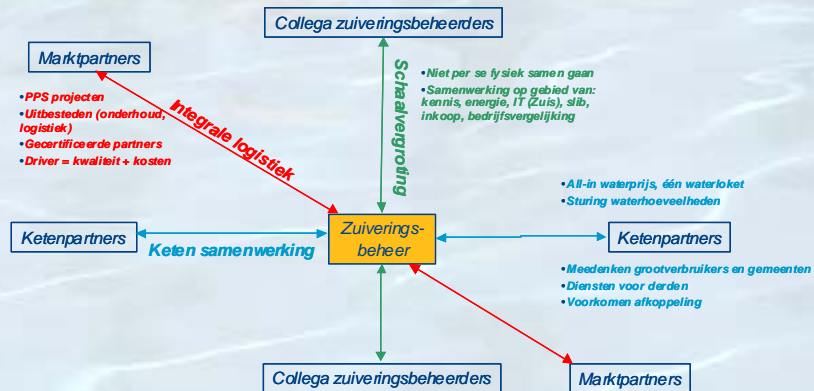 Collega zuiveringsbeheerders
Marktpartners
•PPS projecten
•Uitbesteden (onderhoud,
logistiek)
•Gecertificeerde partners
•Driver = kwaliteit + kosten
Integrale logistiek
Schaalvergroting
•Niet per se fysiek samen gaan
•Samenwerking op gebied van:
kennis, energie, IT (Zuis), slib,
inkoop, bedrijfsvergelijking
•All-in waterprijs, één waterloket
•Sturing waterhoeveelheden
Ketenpartners
Keten samenwerking
Zuiverings-
beheer
Ketenpartners
•Meedenken grootverbruikers en gemeenten
•Diensten voor derden
•Voorkomen afkoppeling
Collega zuiveringsbeheerders
Marktpartners